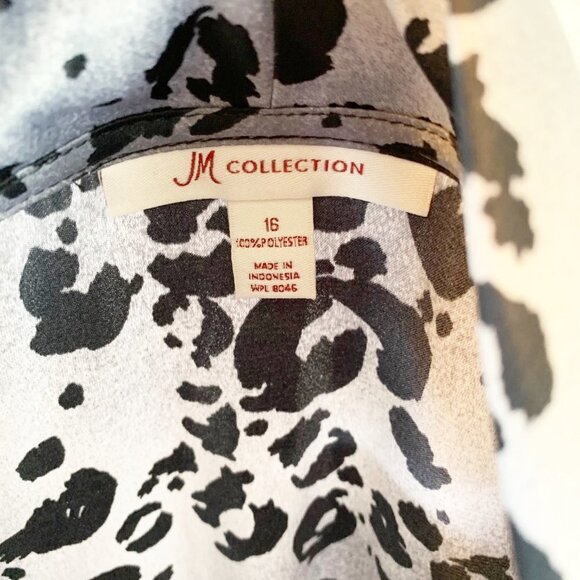 JM COLLECTION
16
100%POLYESTER
MADE IN
INDONESIA
WPL 8046